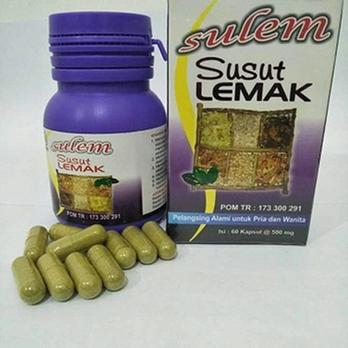 sulem
Susut
LEMAK
POM TR : 173 300 291
sulem
Susut
LEMAK
POM TR : 173 300 291
Pelangsing Alami untuk Pria dan Wanita
Isi : 60 Kapsul @ 500 mg